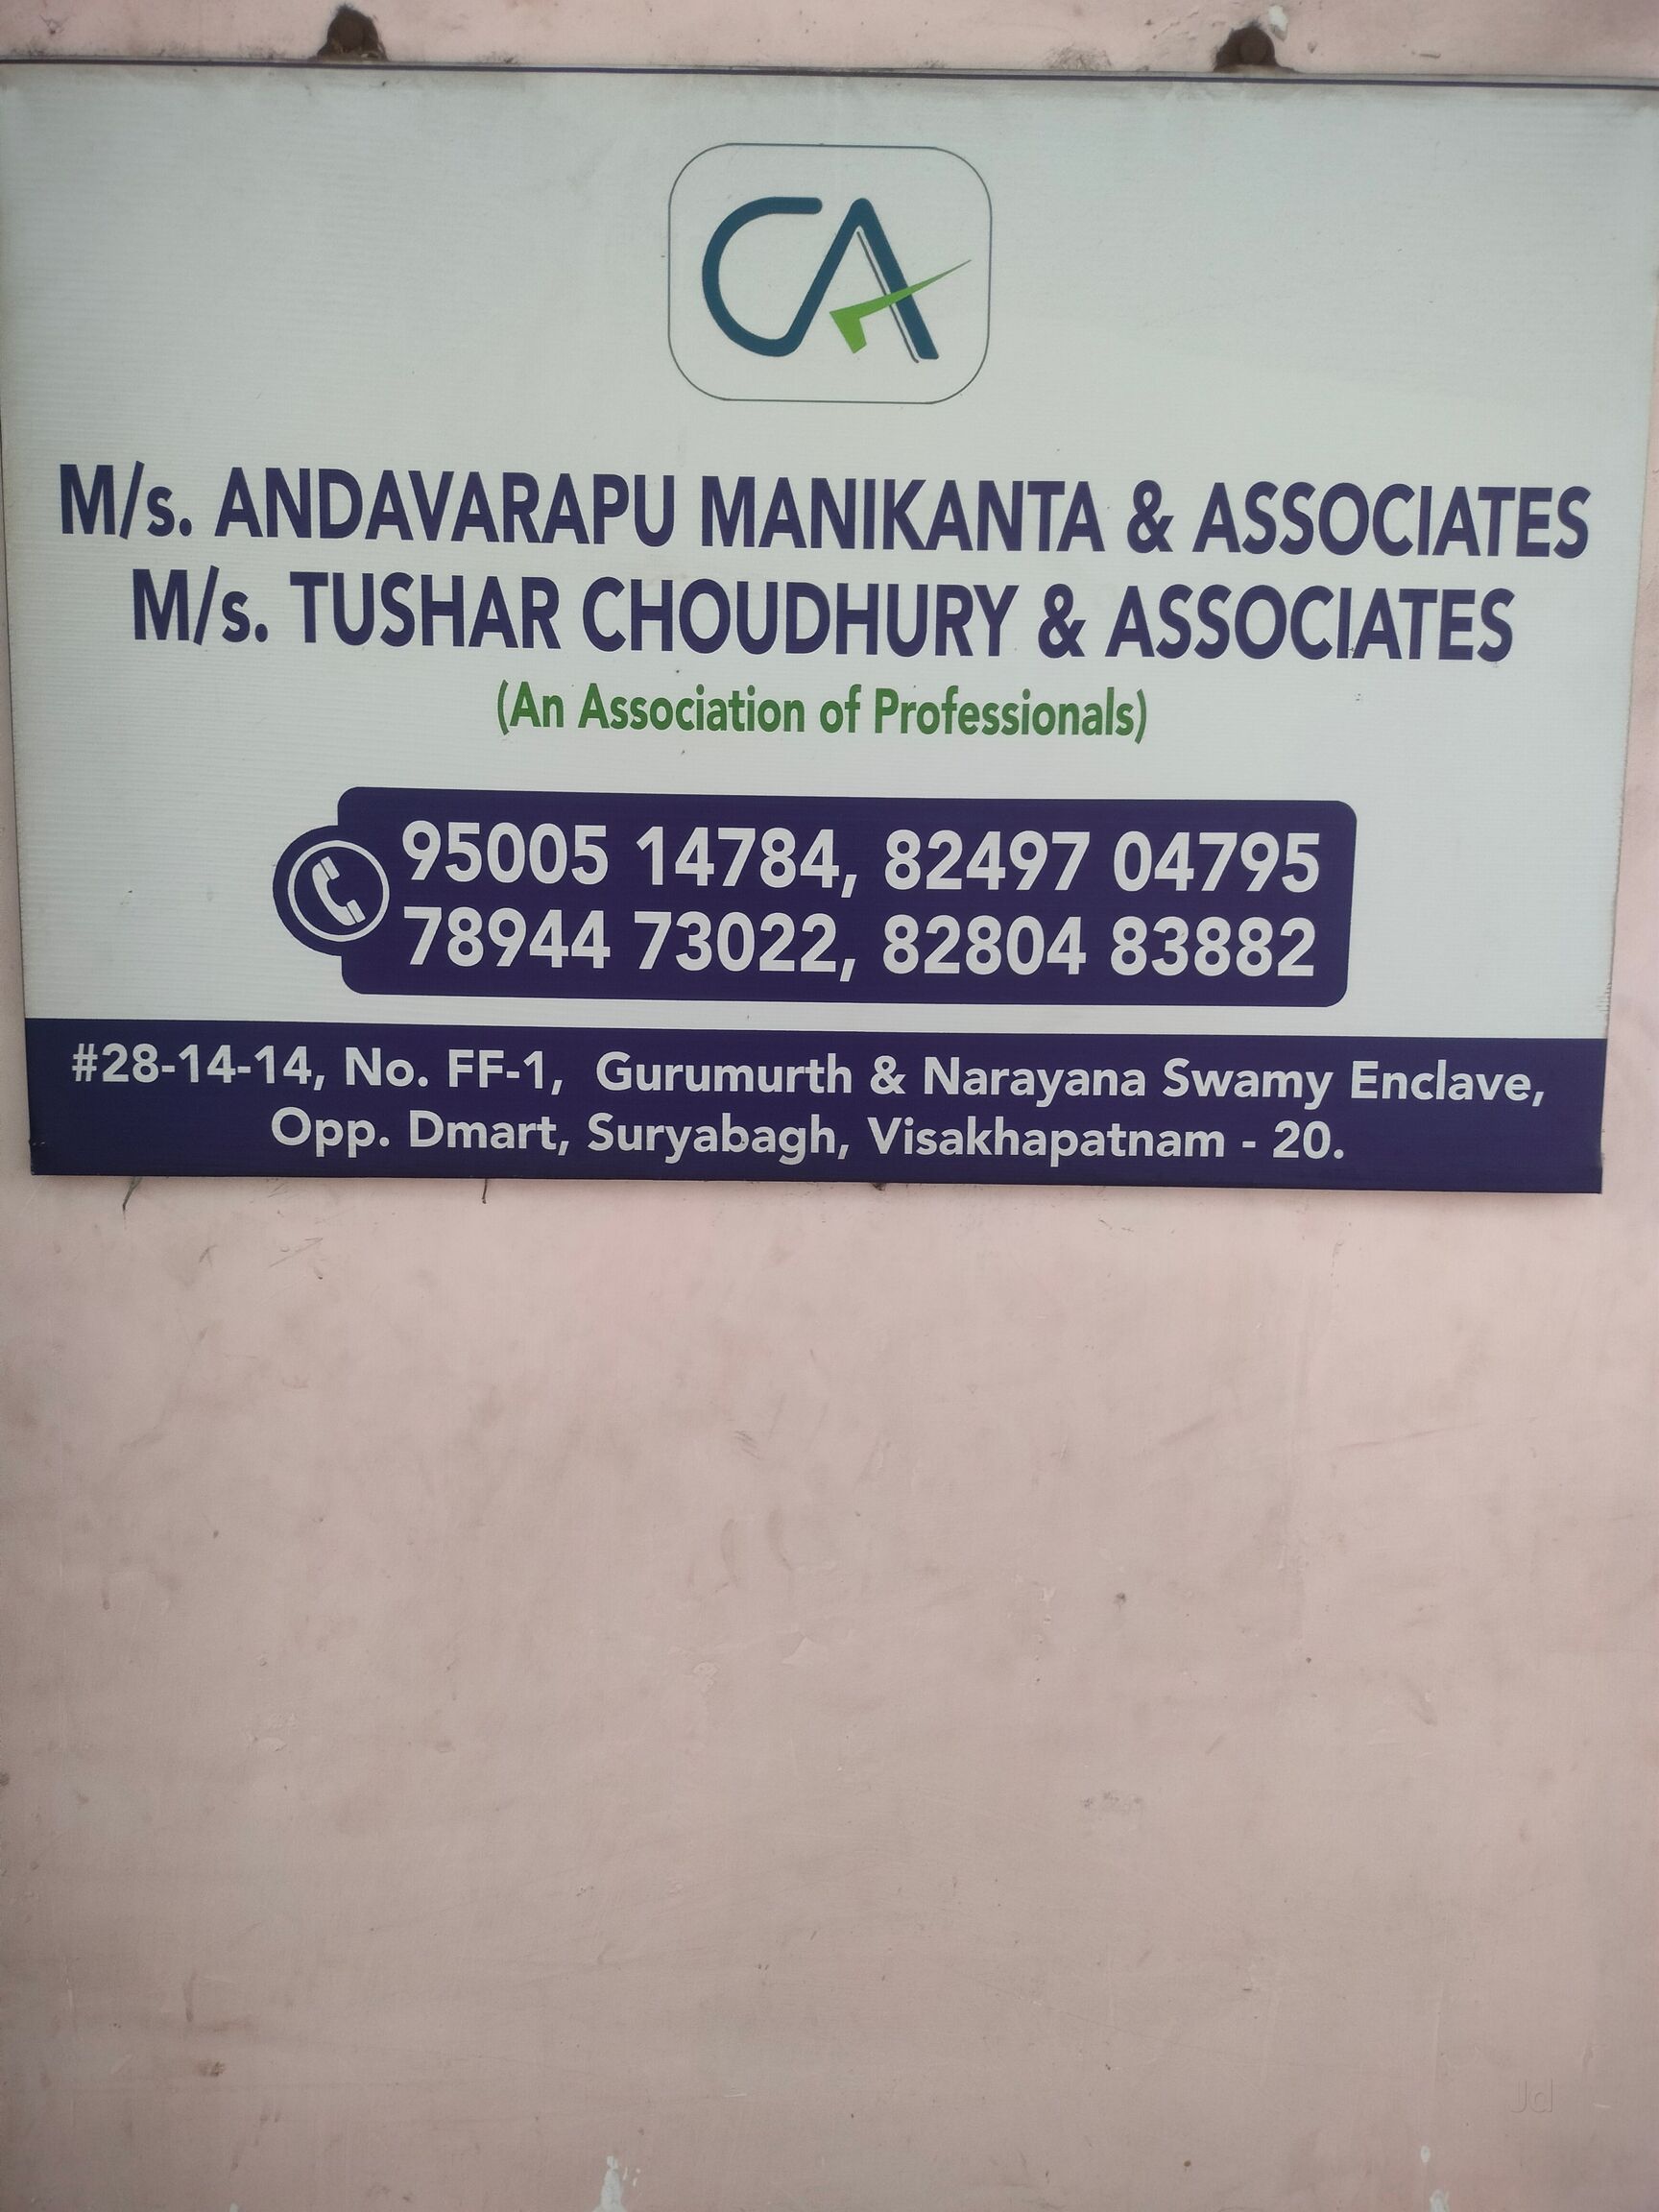 CA
M/s. ANDAVARAPU MANIKANTA & ASSOCIATES
M/s. TUSHAR CHOUDHURY & ASSOCIATES
(An Association of Professionals)
95005 14784, 82497 04795
78944 73022, 82804 83882
#28-14-14, No. FF-1, Gurumurth & Narayana Swamy Enclave,
Opp. Dmart, Suryabagh, Visakhapatnam - 20.
Jd